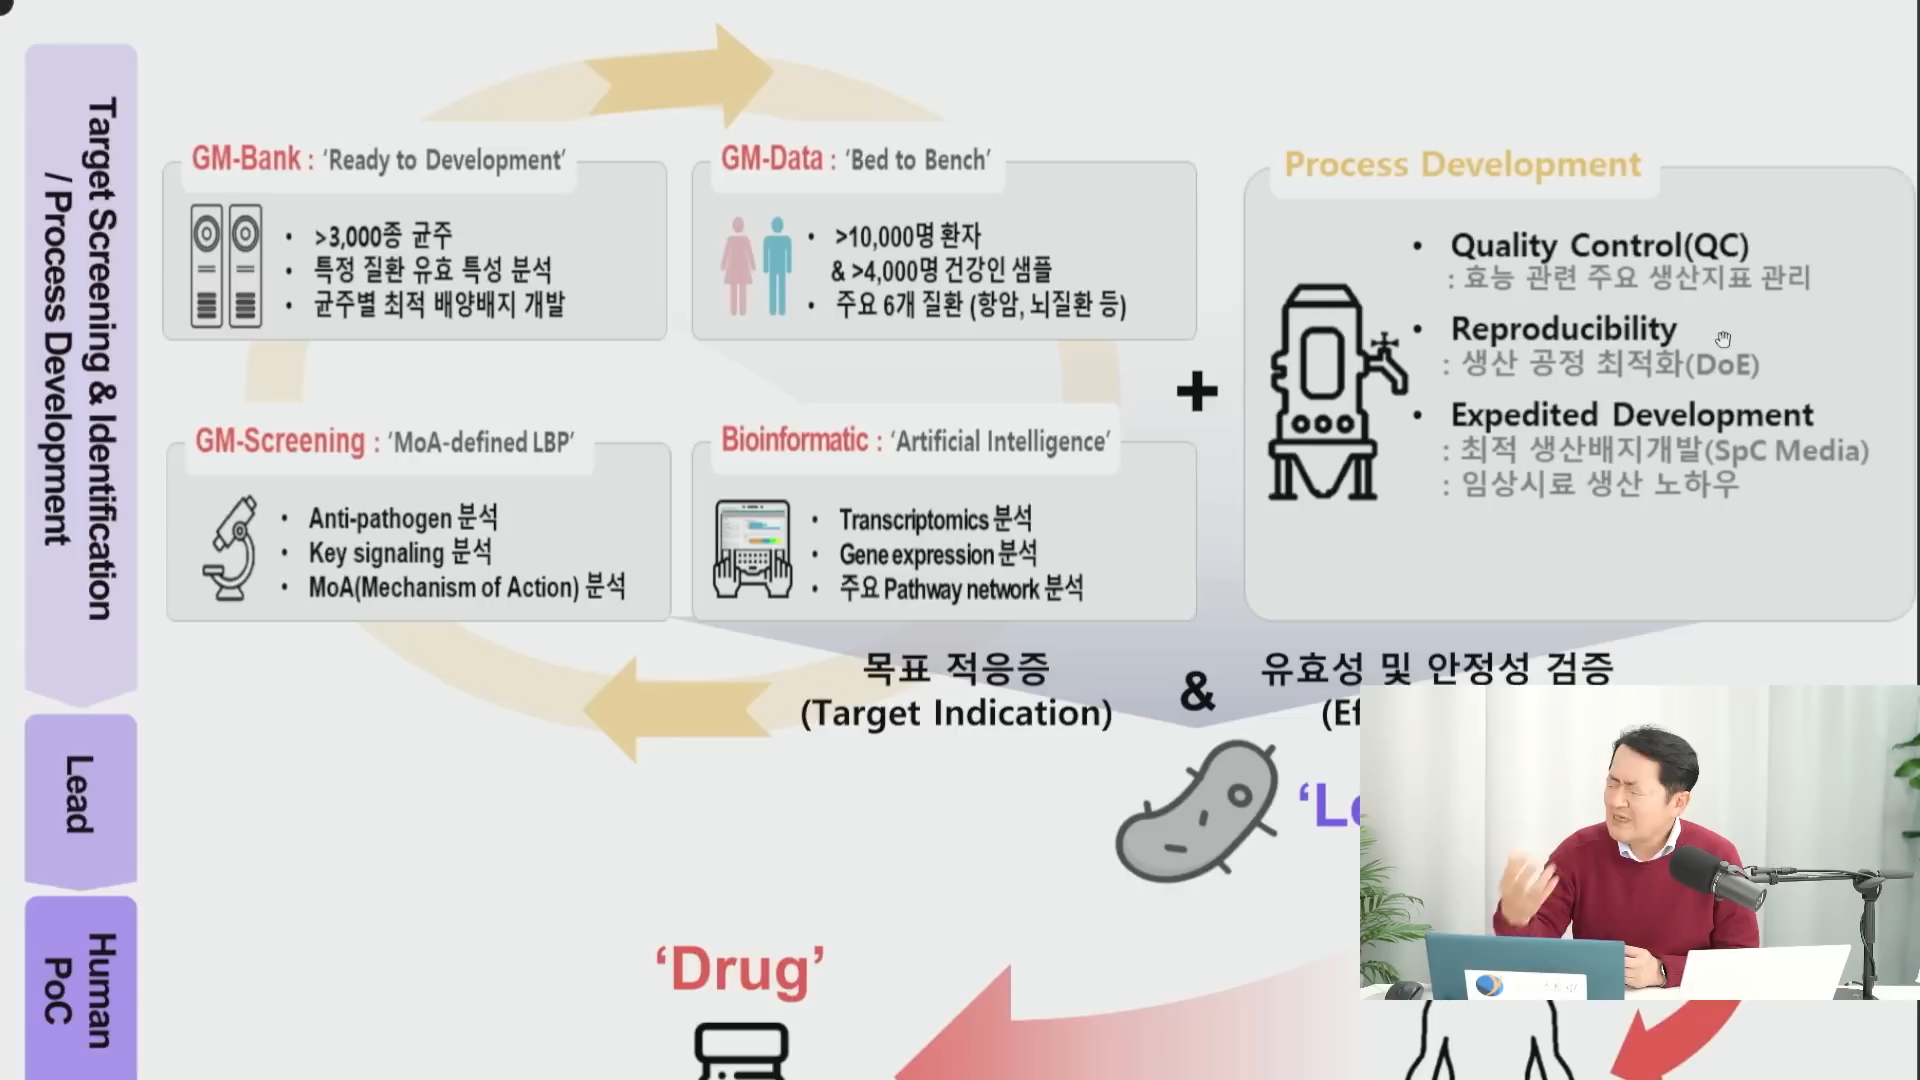 Target Screening & Identification
/ Process Development
GM-Bank : ‘Ready to Development’
• >3,000종 균주
• 특정 질환 유효 특성 분석
• 균주별 최적 배양배지 개발
GM-Data : ‘Bed to Bench’
• >10,000명 환자
& >4,000명 건강인 샘플
• 주요 6개 질환 (항암, 뇌질환 등)
Process Development
• Quality Control(QC)
: 효능 관련 주요 생산지표 관리
• Reproducibility
: 생산 공정 최적화(DoE)
• Expedited Development
: 최적 생산배지개발(SpC Media)
: 임상시료 생산 노하우
+
GM-Screening : ‘MoA-defined LBP’
• Anti-pathogen 분석
• Key signaling 분석
• MoA(Mechanism of Action) 분석
Bioinformatic : ‘Artificial Intelligence’
• Transcriptomics 분석
• Gene expression 분석
• 주요 Pathway network 분석
목표 적응증
(Target Indication)
&
유효성 및 안정성 검증
Lead
Human
PoC
‘Drug’